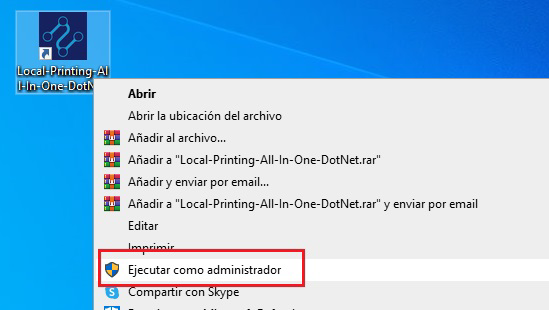 Local-Printing-Al
l-In-One-DotN
Abrir
Abrir la ubicación del archivo
Añadir al archivo...
Añadir a "Local-Printing-All-In-One-DotNet.rar"
Añadir y enviar por email...
Añadir a "Local-Printing-All-In-One-DotNet.rar" y enviar por email
Editar
Imprimir
Ejecutar como administrador
Compartir con Skype